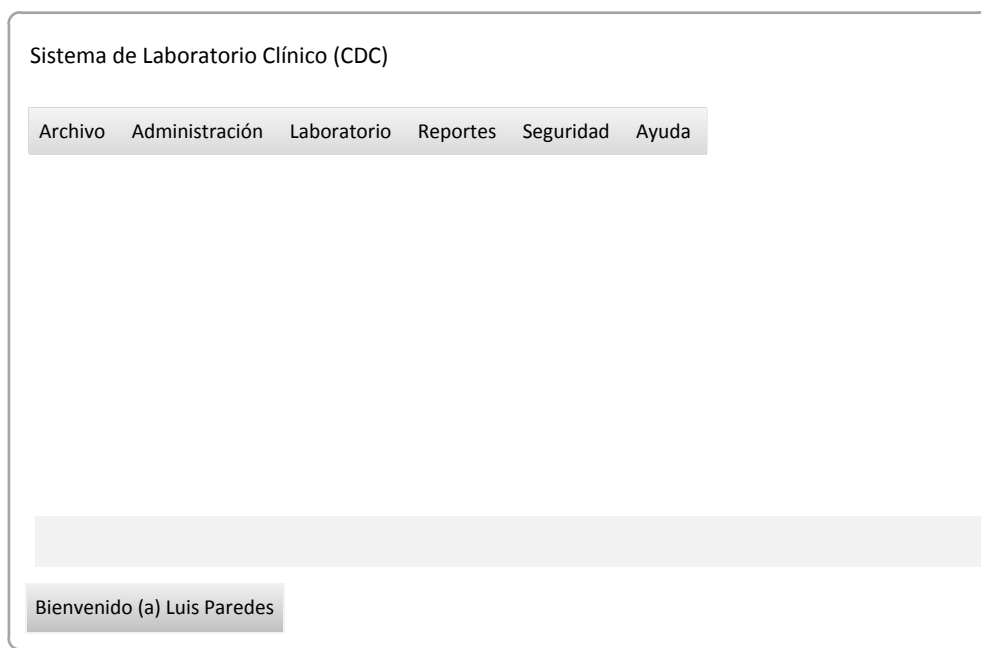 Sistema de Laboratorio Clínico (CDC)
Archivo Administración Laboratorio Reportes Seguridad Ayuda
Bienvenido (a) Luis Paredes